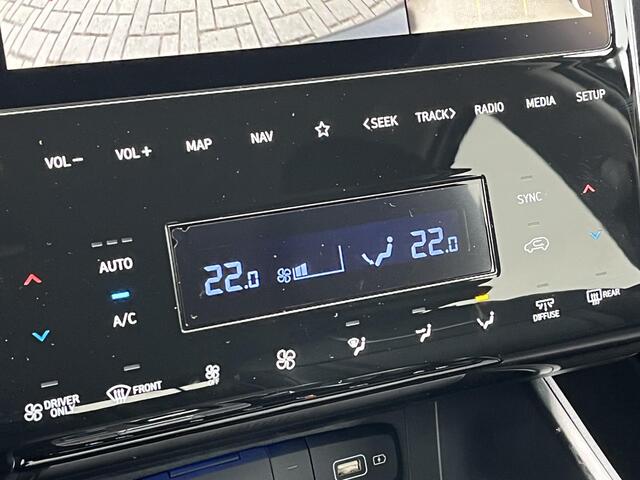 VOL− VOL+ MAP NAV ☆ <SEEK TRACK> RADIO MEDIA SETUP
SYNC
AUTO
22.0 22.0
A/C
DIFFUSE
REAR
OFF
DRIVER ONLY
FRONT